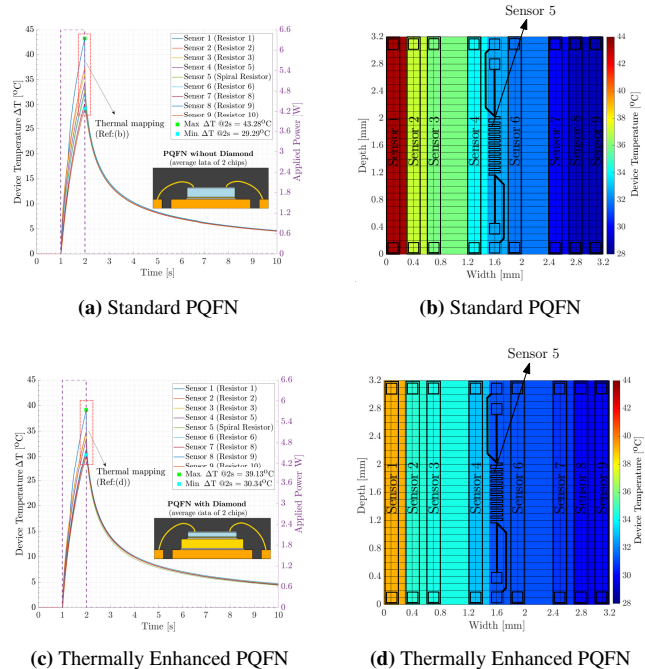 45
40
35
30
25
20
15
10
5
0
Device Temperature ΔT [°C]
0 1 2 3 4 5 6 7 8 9 10
Time [s]
6.6
6
5.4
4.8
4.2
3.6
3
2.4
1.8
1.2
0.6
0
Applied Power W]
Sensor 1 (Resistor 1)
Sensor 2 (Resistor 2)
Sensor 3 (Resistor 3)
Sensor 4 (Resistor 5)
Sensor 5 (Spiral Resistor)
Sensor 6 (Resistor 6)
Sensor 7 (Resistor 8)
Sensor 8 (Resistor 9)
Sensor 9 (Resistor 10)
Max ΔT @2s = 43.28°C
Min ΔT @2s = 29.29°C
Thermal mapping
(Ref:(b))
PQFN without Diamond
(average data of 2 chips)
(a) Standard PQFN
Sensor 5
3.2
2.8
2.4
2
1.6
1.2
0.8
0.4
0
Depth [mm]
Sensor 1
Sensor 2
Sensor 3
Sensor 4
Sensor 6
Sensor 7
Sensor 8
Sensor 9
0 0.4 0.8 1.2 1.6 2.0 2.4 2.8 3.2
Width [mm]
44
42
40
38
36
34
32
30
28
Device Temperature [°C]
(b) Standard PQFN
45
40
35
30
25
20
15
10
5
0
Device Temperature ΔT [°C]
0 1 2 3 4 5 6 7 8 9 10
Time [s]
6.6
6
5.4
4.8
4.2
3.6
3
2.4
1.8
1.2
0.6
0
Applied Power W]
Sensor 1 (Resistor 1)
Sensor 2 (Resistor 2)
Sensor 3 (Resistor 3)
Sensor 4 (Resistor 5)
Sensor 5 (Spiral Resistor)
Sensor 6 (Resistor 6)
Sensor 7 (Resistor 8)
Sensor 8 (Resistor 9)
Sensor 9 (Resistor 10)
Max ΔT @2s = 39.13°C
Min ΔT @2s = 30.34°C
Thermal mapping
(Ref:(d))
PQFN with Diamond
(average data of 2 chips)
(c) Thermally Enhanced PQFN
Sensor 5
3.2
2.8
2.4
2
1.6
1.2
0.8
0.4
0
Depth [mm]
Sensor 1
Sensor 2
Sensor 3
Sensor 4
Sensor 6
Sensor 7
Sensor 8
Sensor 9
0 0.4 0.8 1.2 1.6 2.0 2.4 2.8 3.2
Width [mm]
44
42
40
38
36
34
32
30
28
Device Temperature [°C]
(d) Thermally Enhanced PQFN